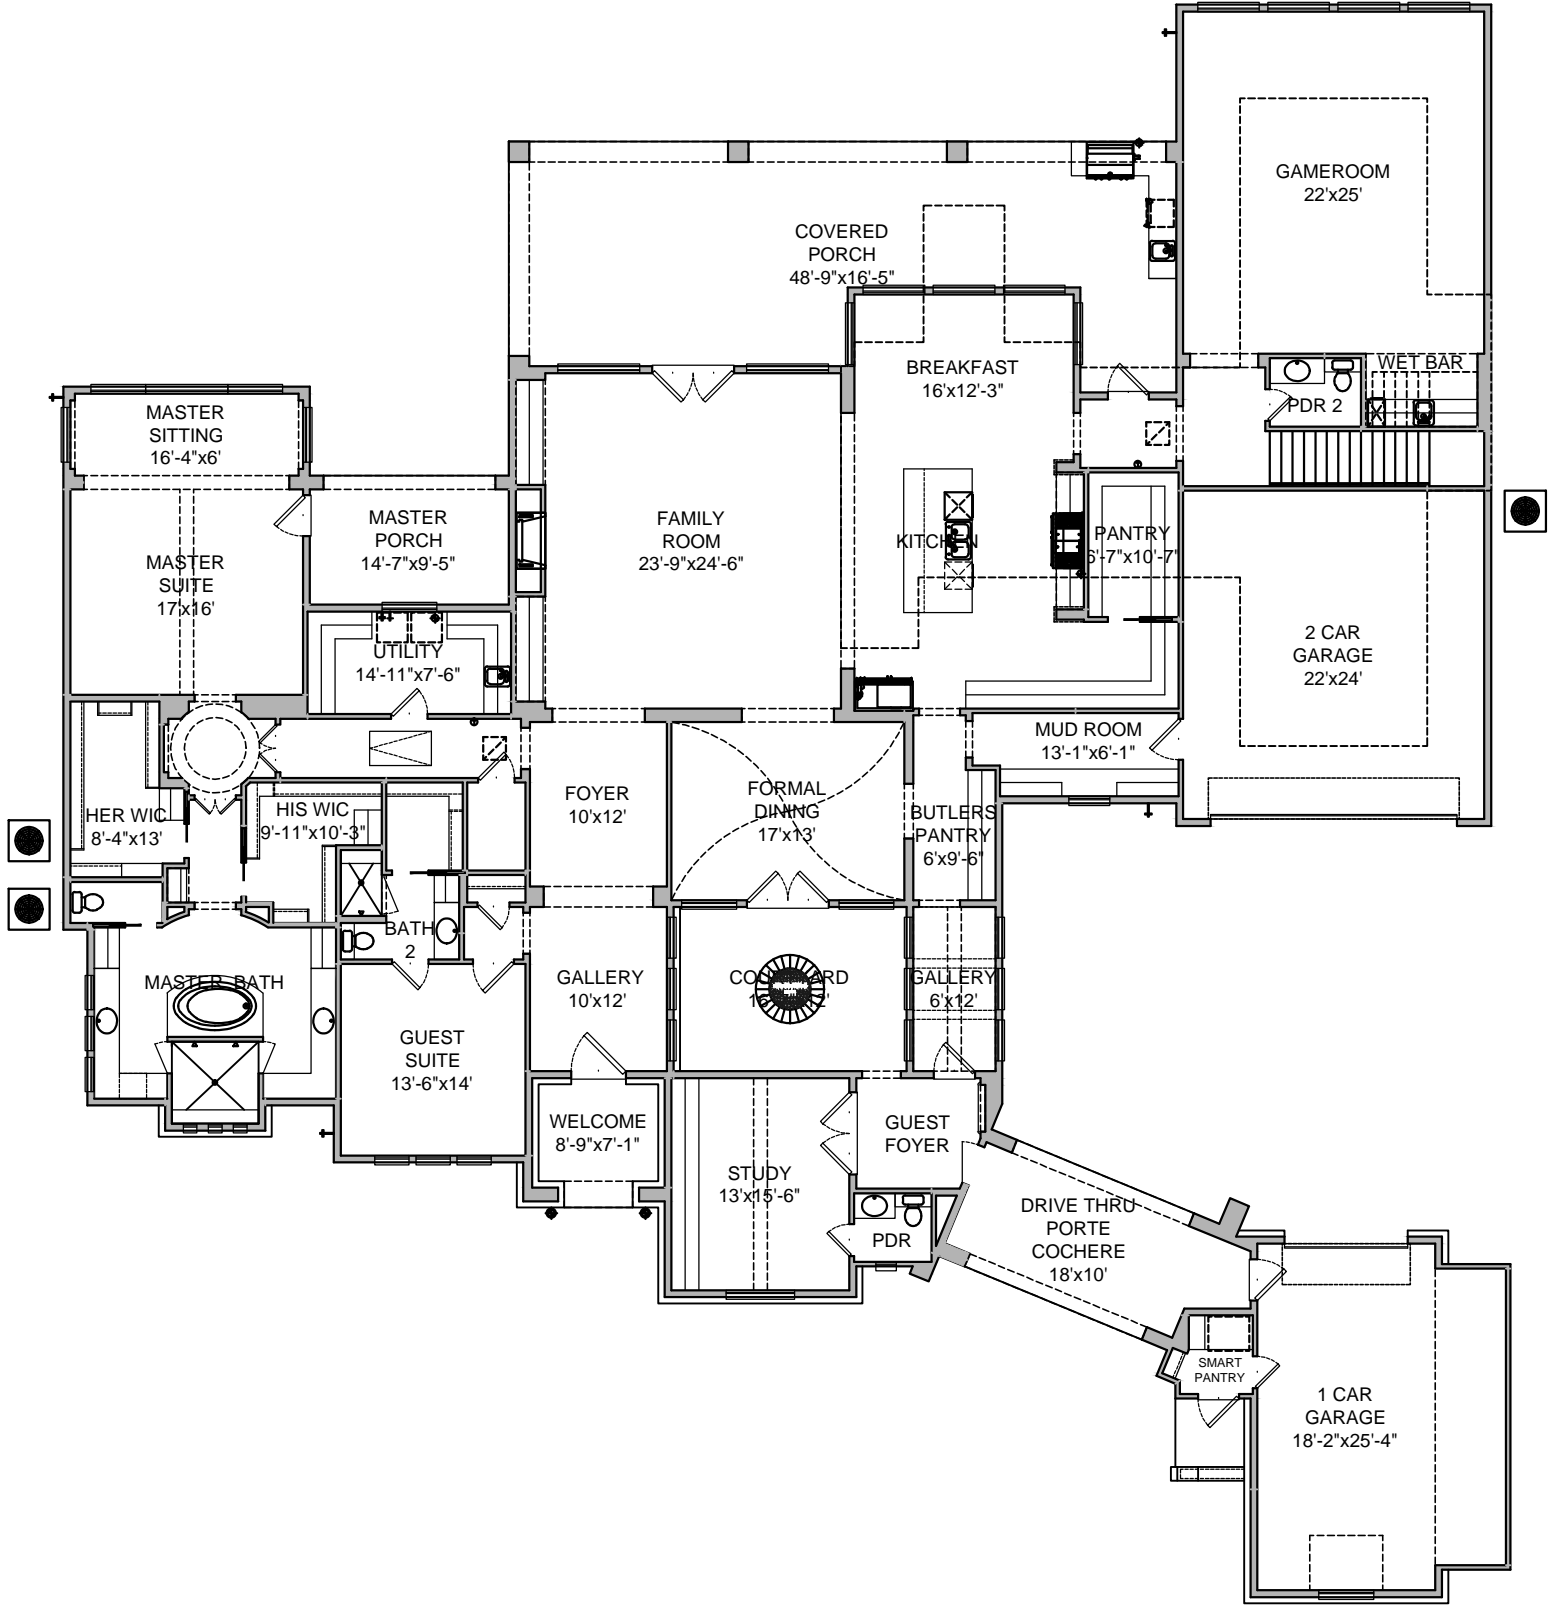 GAMEROOM
22'x25'
COVERED
PORCH
48'-9"x16'-5"
BREAKFAST
16'x12'-3"
WET BAR
PDR 2
MASTER
SITTING
16'-4"x6'
MASTER
PORCH
14'-7"x9'-5"
FAMILY
ROOM
23'-9"x24'-6"
KITCHEN
PANTRY
6'-7"x10'-7"
MASTER
SUITE
17'x16'
UTILITY
14'-11"x7'-6"
2 CAR
GARAGE
22'x24'
MUD ROOM
13'-1"x6'-1"
HER WIC
8'-4"x13'
HIS WIC
9'-11"x10'-3"
FOYER
10'x12'
FORMAL
DINING
17'x13'
BUTLERS
PANTRY
6'x9'-6"
BATH
2
MASTER BATH
GALLERY
10'x12'
GALLERY
6'x12'
GUEST
SUITE
13'-6"x14'
WELCOME
8'-9"x7'-1"
GUEST
FOYER
STUDY
13'x15'-6"
PDR
DRIVE THRU
PORTE
COCHERE
18'x10'
SMART
PANTRY
1 CAR
GARAGE
18'-2"x25'-4"